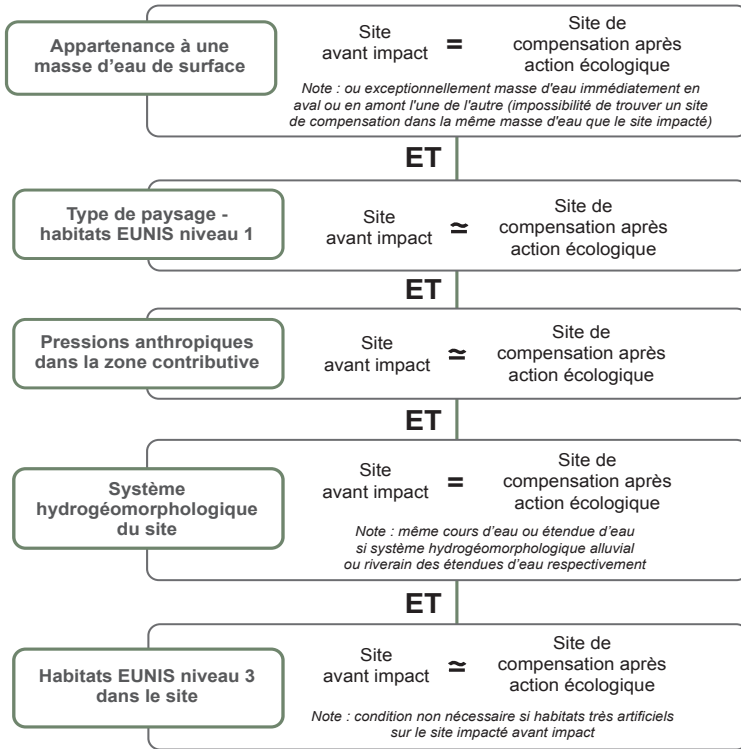 Appartenance à une
masse d'eau de surface
Site
avant impact
=
Site de
compensation après
action écologique
Note : ou exceptionnellement masse d'eau immédiatement en
aval ou en amont l'une de l'autre (impossibilité de trouver un site
de compensation dans la même masse d'eau que le site impacté)
ET
Type de paysage -
habitats EUNIS niveau 1
Site
avant impact
≃
Site de
compensation après
action écologique
ET
Pressions anthropiques
dans la zone contributive
Site
avant impact
≃
Site de
compensation après
action écologique
ET
Système
hydrogéomorphologique
du site
Site
avant impact
=
Site de
compensation après
action écologique
Note : même cours d'eau ou étendue d'eau
si système hydrogéomorphologique alluvial
ou riverain des étendues d'eau respectivement
ET
Habitats EUNIS niveau 3
dans le site
Site
avant impact
≃
Site de
compensation après
action écologique
Note : condition non nécessaire si habitats très artificiels
sur le site impacté avant impact